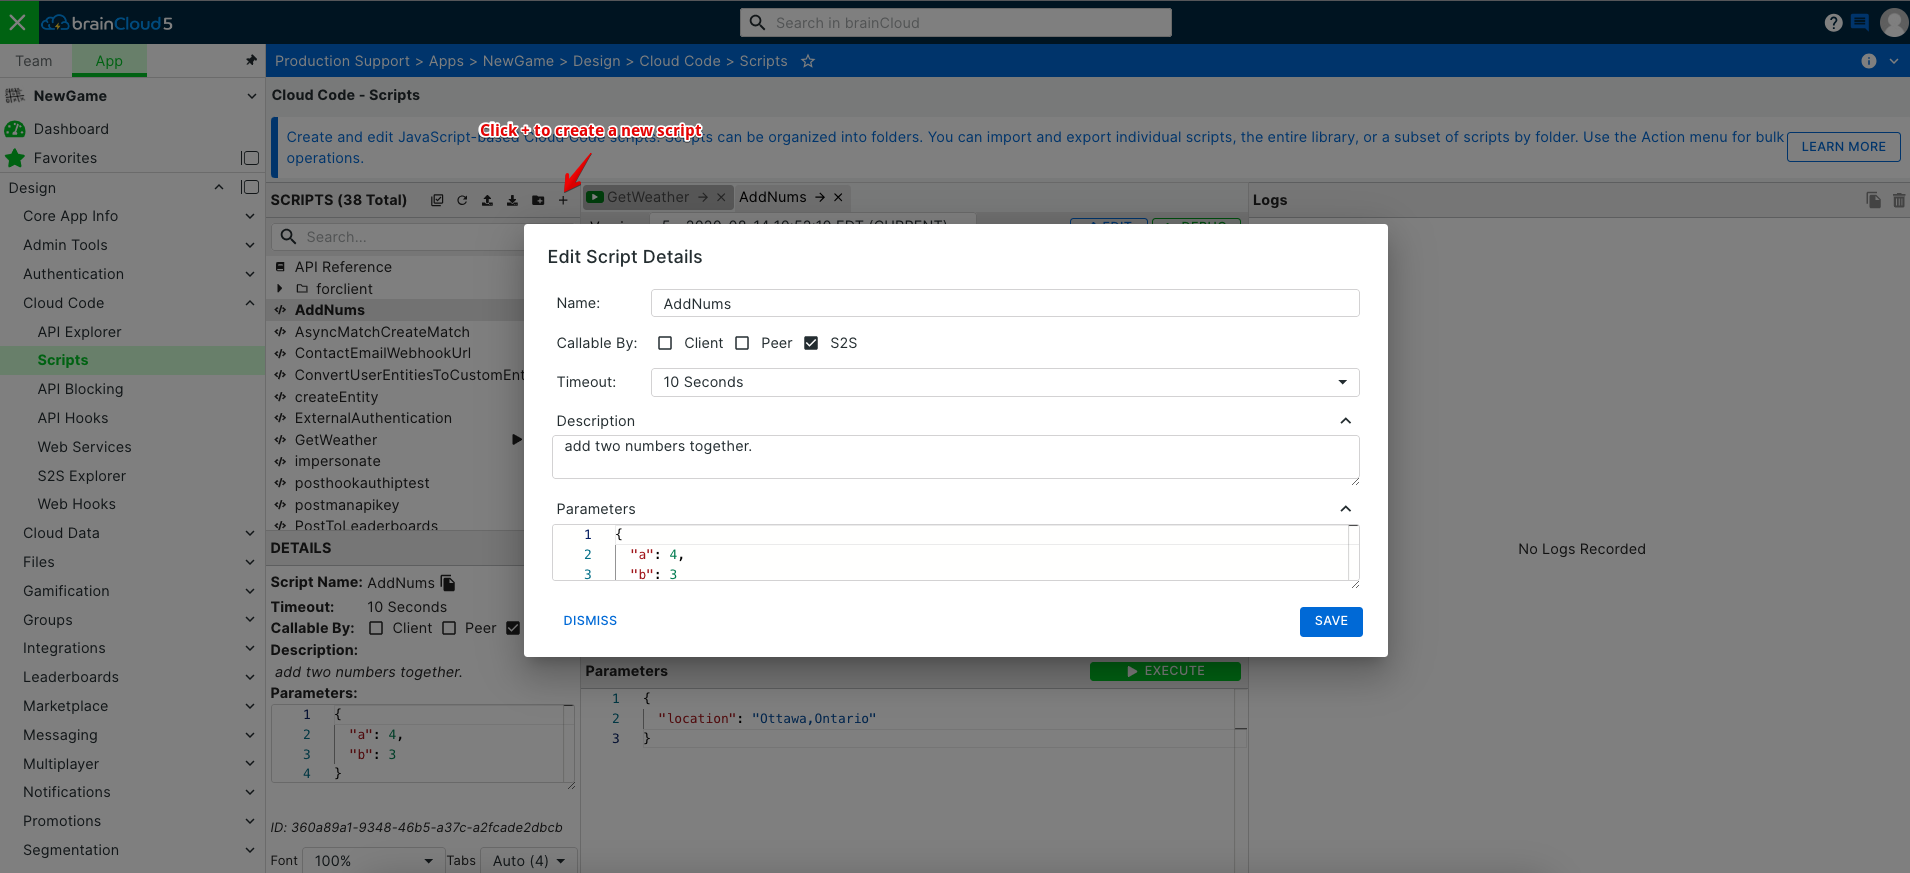 brainCloud5
Search in brainCloud
Team App
Production Support > Apps > NewGame > Design > Cloud Code > Scripts
NewGame
Dashboard
Favorites
Design
Core App Info
Admin Tools
Authentication
Cloud Code
API Explorer
Scripts
API Blocking
API Hooks
Web Services
S2S Explorer
Web Hooks
Cloud Data
Files
Gamification
Groups
Integrations
Leaderboards
Marketplace
Messaging
Multiplayer
Notifications
Promotions
Segmentation
Cloud Code - Scripts
Click + to create a new script
Create and edit JavaScript-based Cloud Code scripts. Scripts can be organized into folders. You can import and export individual scripts, the entire library, or a subset of scripts by folder. Use the Action menu for bulk
operations.
LEARN MORE
SCRIPTS (38 Total)
Search...
API Reference
forclient
AddNums
AsyncMatchCreateMatch
ContactEmailWebhookUrl
ConvertUserEntitiesToCustomEnt
createEntity
ExternalAuthentication
GetWeather
impersonate
posthookauthiptest
postmanapikey
PostToLeaderboards
DETAILS
Script Name: AddNums
Timeout: 10 Seconds
Callable By: Client Peer
Description:
add two numbers together.
Parameters:
1 {
2 "a": 4,
3 "b": 3
4 }
ID: 360a89a1-9348-46b5-a37c-a2fcade2dbcb
Font 100% Tabs Auto (4)
GetWeather AddNums
Edit Script Details
Name: AddNums
Callable By: Client Peer S2S
Timeout: 10 Seconds
Description
add two numbers together.
Parameters
1 {
2 "a": 4,
3 "b": 3
DISMISS SAVE
Parameters EXECUTE
1 {
2 "location": "Ottawa,Ontario"
3 }
Logs
No Logs Recorded